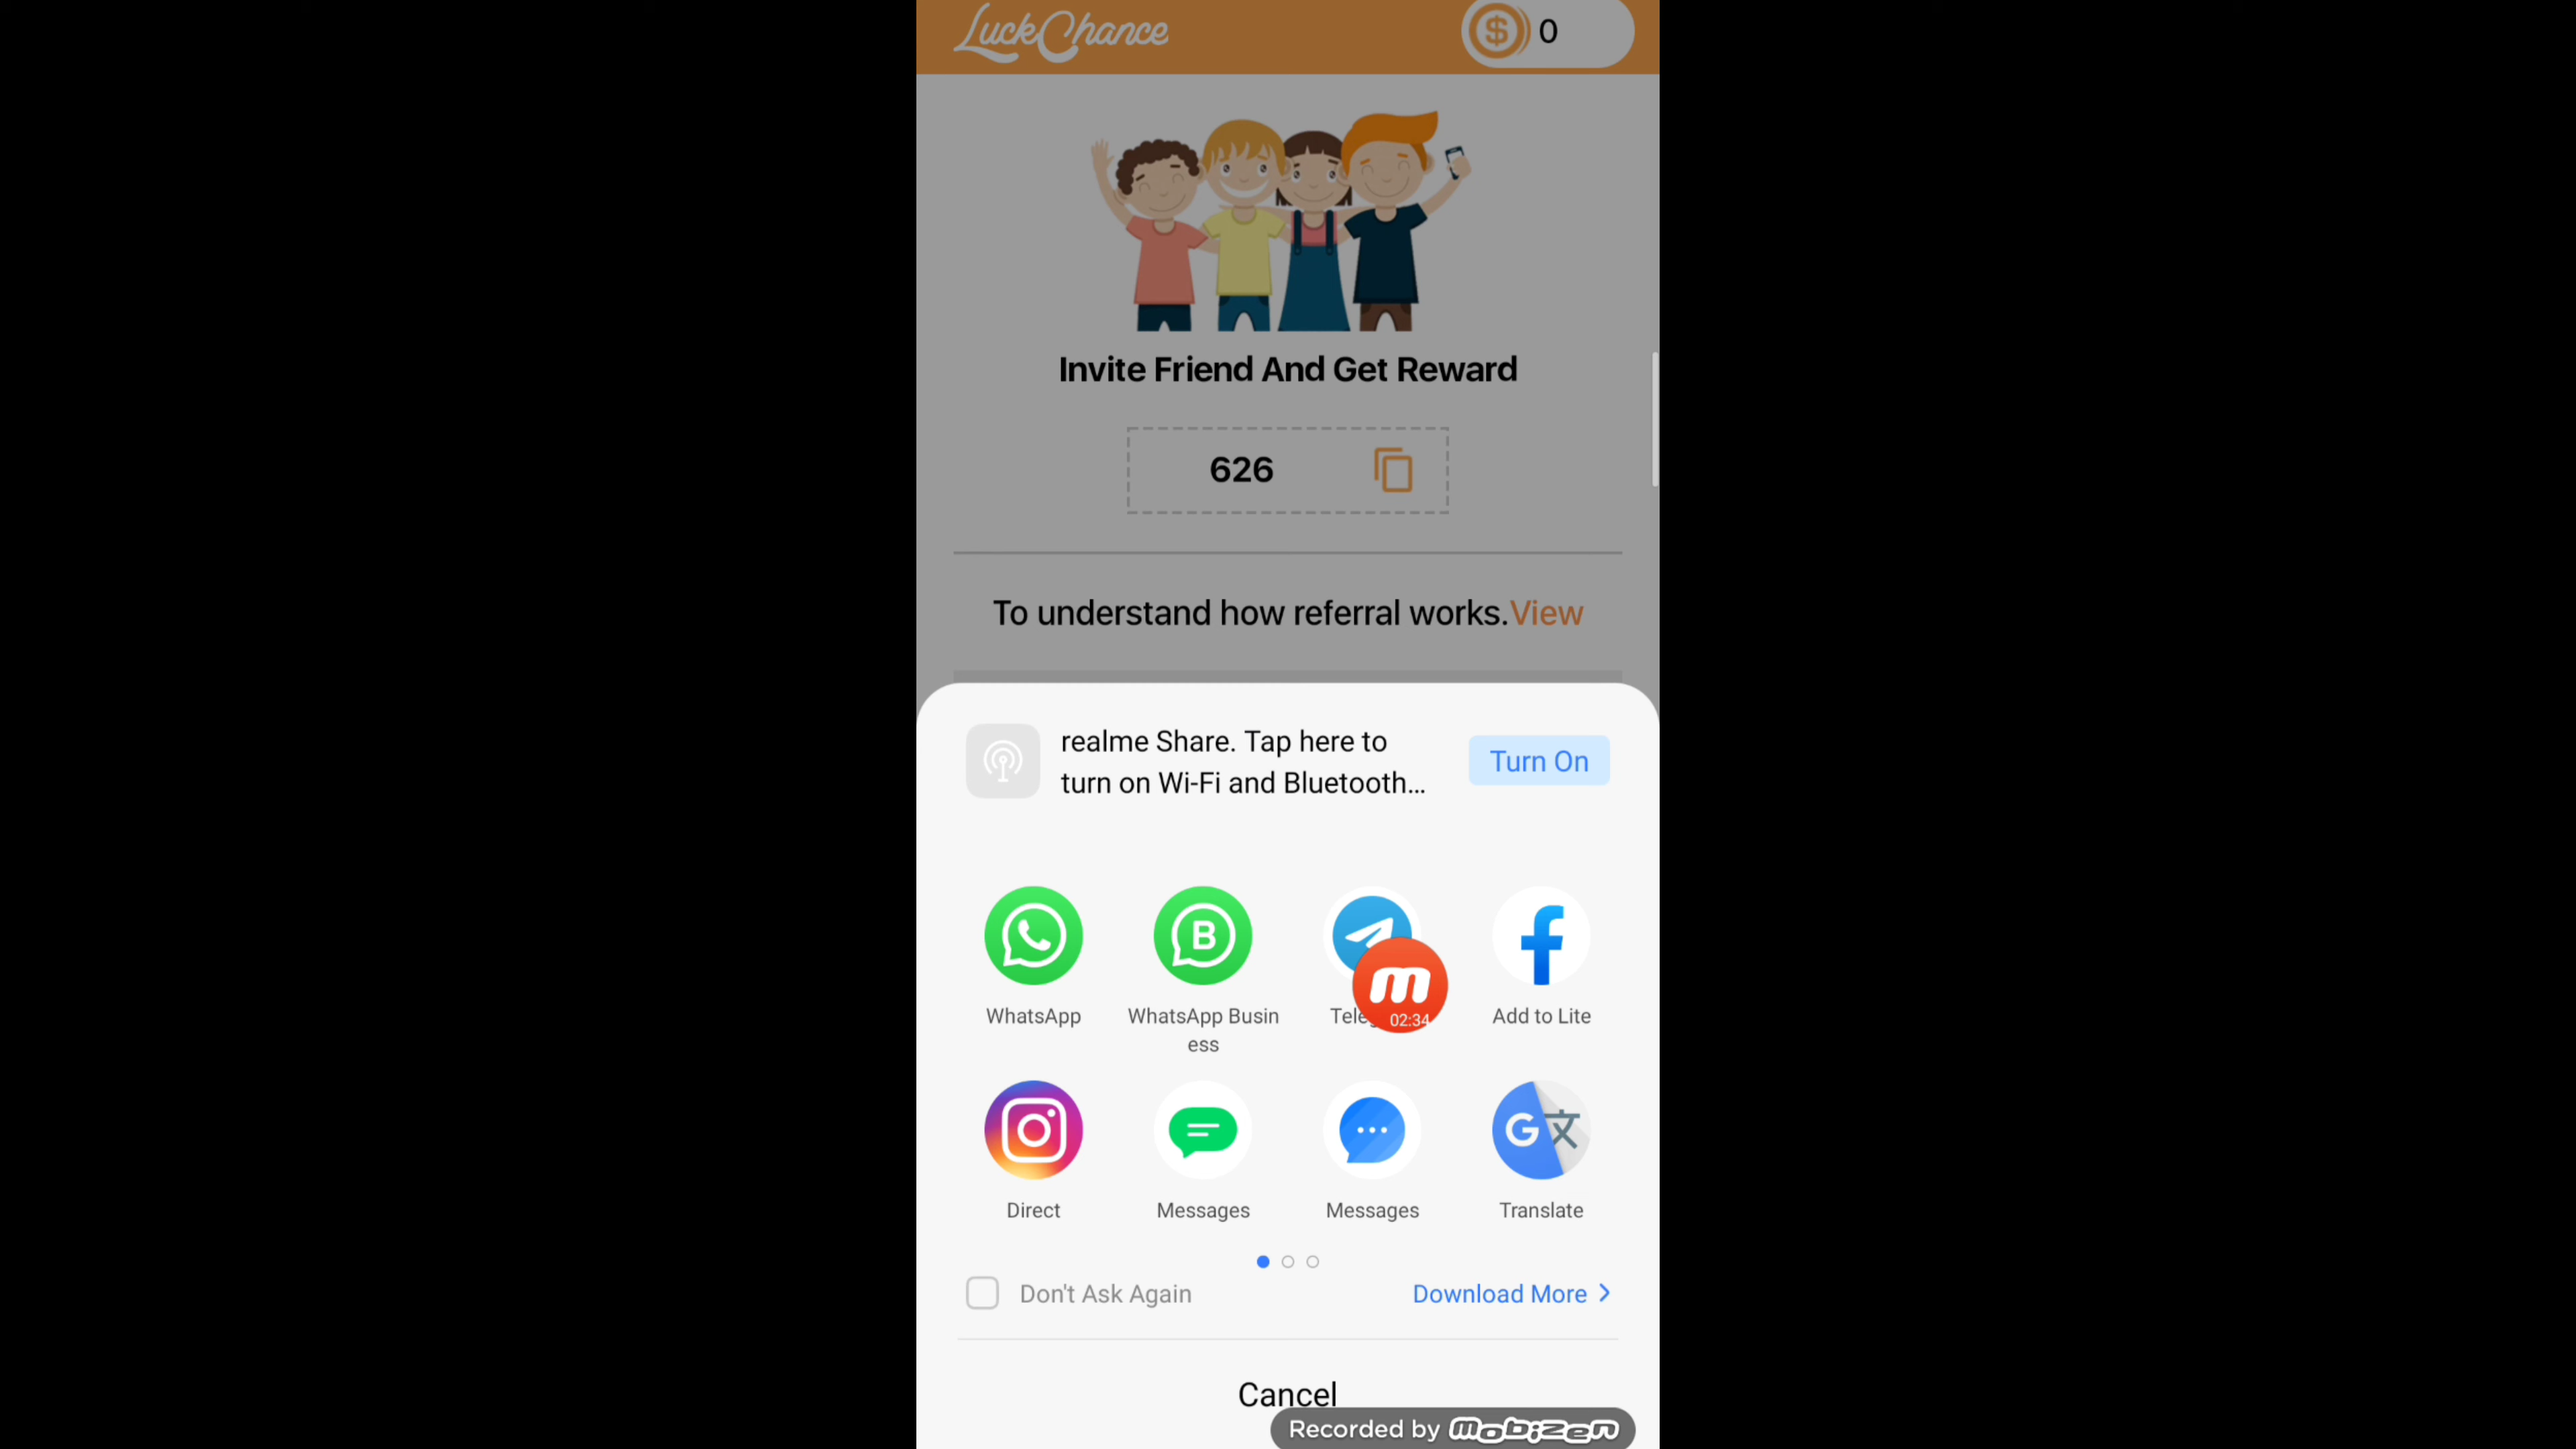 LuckChance
0
Invite Friend And Get Reward
626
To understand how referral works.View
realme Share. Tap here to
turn on Wi-Fi and Bluetooth...
Turn On
WhatsApp
WhatsApp Busin
ess
Add to Lite
m
02:34
Direct
Messages
Messages
Translate
Don't Ask Again
Download More
Cancel
Recorded by mobizen